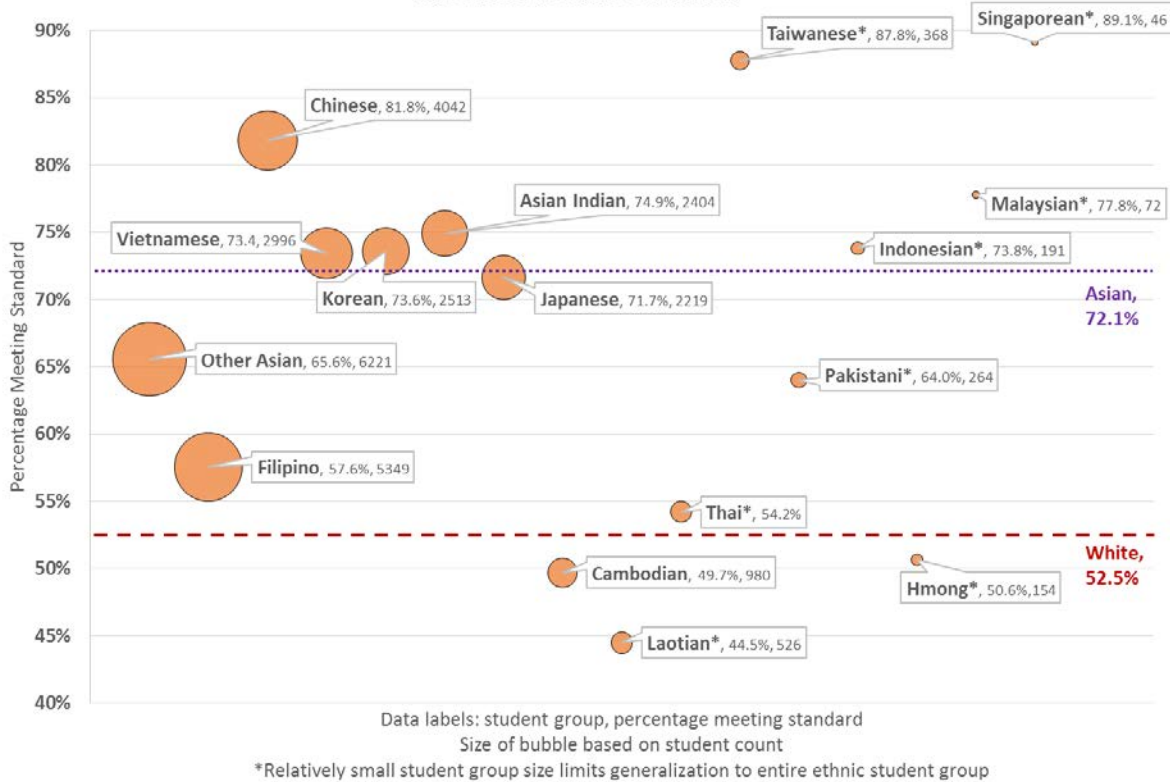 90%
85%
80%
75%
70%
65%
60%
55%
50%
45%
40%
Percentage Meeting Standard
Singaporean*, 89.1%, 46
Taiwanese*, 87.8%, 368
Chinese, 81.8%, 4042
Asian Indian, 74.9%, 2404
Malaysian*, 77.8%, 72
Vietnamese, 73.4, 2996
Indonesian*, 73.8%, 191
Korean, 73.6%, 2513
Japanese, 71.7%, 2219
Asian,
72.1%
Other Asian, 65.6%, 6221
Pakistani*, 64.0%, 264
Filipino, 57.6%, 5349
Thai*, 54.2%
White,
52.5%
Cambodian, 49.7%, 980
Hmong*, 50.6%,154
Laotian*, 44.5%, 526
Data labels: student group, percentage meeting standard
Size of bubble based on student count
*Relatively small student group size limits generalization to entire ethnic student group